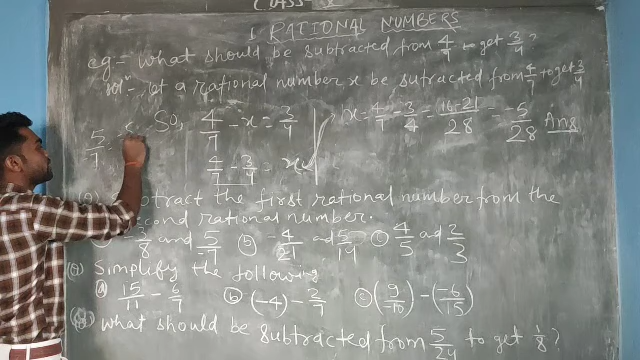 CLASS-
1. RATIONAL NUMBERS
eg- What should be subtracted from 4/7 to get 3/4?
solⁿ- let a rational number x be sutracted from 4/7 to get 3/4
So, 4/7 - x = 3/4
4/7 - 3/4 = x
x = 4/7 - 3/4 = 16-21/28 = -5/28 Ans
5/-7 = -5
subtract the first rational number from the
second rational number.
-3/8 and 5/-7 (b) -4/21 and 5/14 (c) 4/5 and 2/3
Simplify the following
(a) 15/11 - 6/7 (b) (-4) - 2/7 (c) (9/-10) - (-6/15)
What should be subtracted from 5/24 to get 1/8?